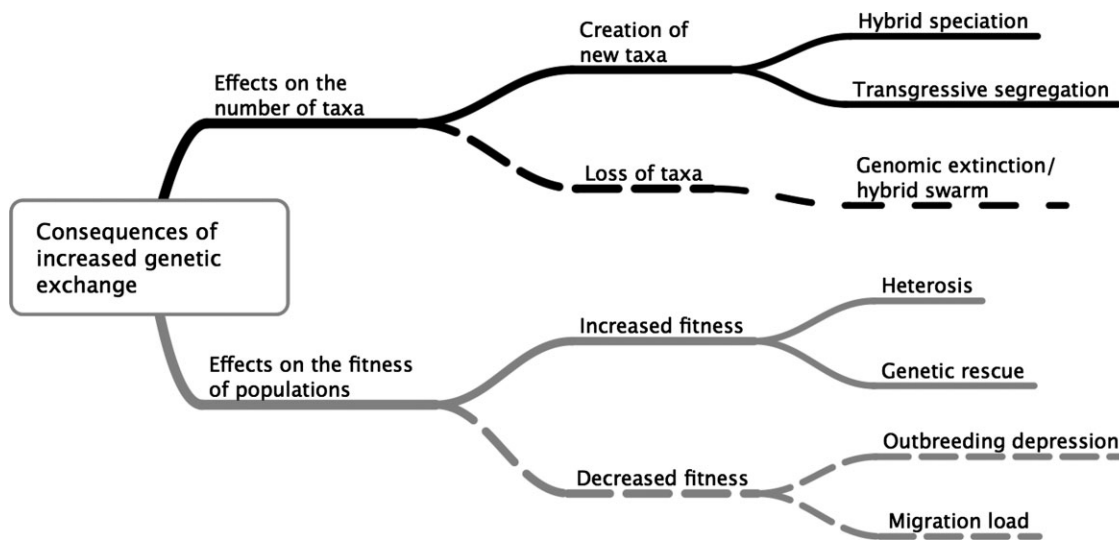 Hybrid speciation
Creation of
new taxa
Transgressive segregation
Effects on the
number of taxa
Loss of taxa
Genomic extinction/
hybrid swarm
Consequences of
increased genetic
exchange
Heterosis
Increased fitness
Genetic rescue
Effects on the fitness
of populations
Outbreeding depression
Decreased fitness
Migration load